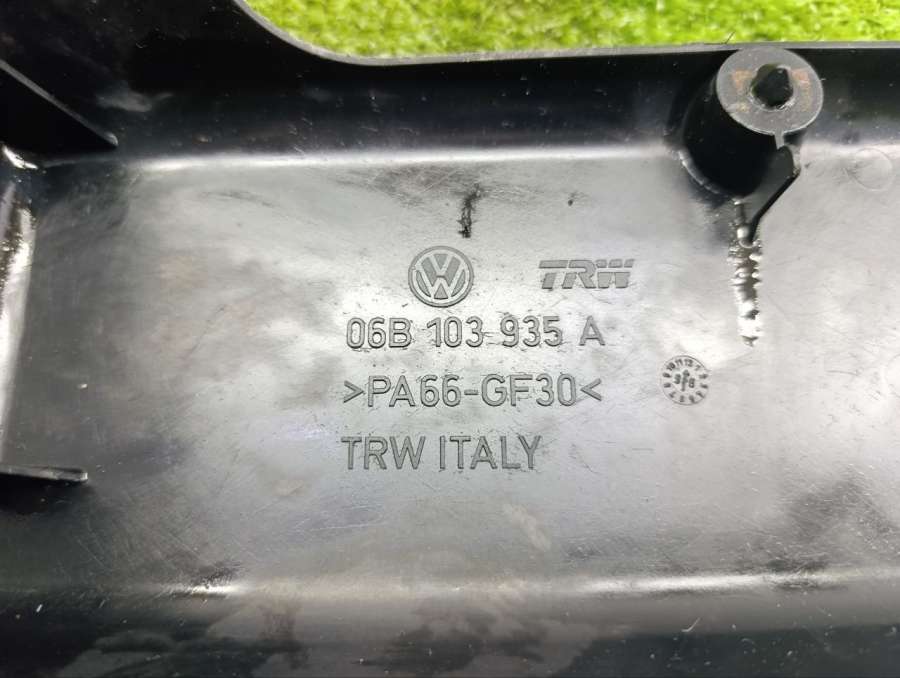 TRW
06B 103 935 A
>PA66-GF30<
TRW ITALY